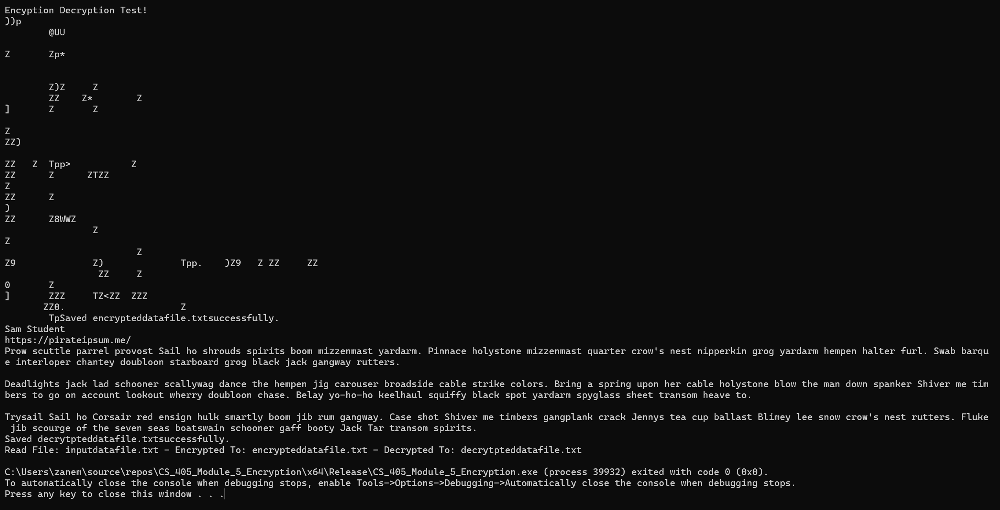 Encyption Decryption Test!
))p
        @UU
Z       Zp*
        Z)Z     Z
        ZZ    Z*        Z
]       Z       Z
Z
ZZ)
ZZ   Z  Tpp>           Z
ZZ      Z      ZTZZ
Z
ZZ      Z
)
ZZ      Z8WWZ
                Z
Z
                        Z
Z9              Z)              Tpp.    )Z9   Z ZZ     ZZ
                 ZZ     Z
0       Z
]       ZZZ     TZ<ZZ  ZZZ
       ZZ0.                     Z
        TpSaved encrypteddatafile.txtsuccessfully.
Sam Student
https://pirateipsum.me/
Prow scuttle parrel provost Sail ho shrouds spirits boom mizzenmast yardarm. Pinnace holystone mizzenmast quarter crow's nest nipperkin grog yardarm hempen halter furl. Swab barqu
e interloper chantey doubloon starboard grog black jack gangway rutters.
Deadlights jack lad schooner scallywag dance the hempen jig carouser broadside cable strike colors. Bring a spring upon her cable holystone blow the man down spanker Shiver me tim
bers to go on account lookout wherry doubloon chase. Belay yo-ho-ho keelhaul squiffy black spot yardarm spyglass sheet transom heave to.
Trysail Sail ho Corsair red ensign hulk smartly boom jib rum gangway. Case shot Shiver me timbers gangplank crack Jennys tea cup ballast Blimey lee snow crow's nest rutters. Fluke
 jib scourge of the seven seas boatswain schooner gaff booty Jack Tar transom spirits.
Saved decrytpteddatafile.txtsuccessfully.
Read File: inputdatafile.txt - Encrypted To: encrypteddatafile.txt - Decrypted To: decrytpteddatafile.txt
C:\Users\zanem\source\repos\CS_405_Module_5_Encryption\x64\Release\CS_405_Module_5_Encryption.exe (process 39932) exited with code 0 (0x0).
To automatically close the console when debugging stops, enable Tools->Options->Debugging->Automatically close the console when debugging stops.
Press any key to close this window . . .